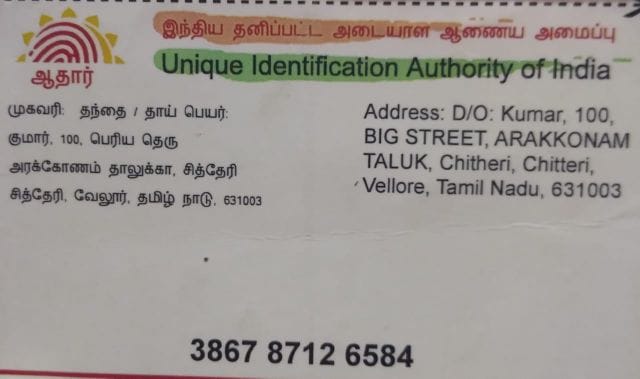 இந்திய தனிப்பட்ட அடையாள ஆணைய அமைப்பு
Unique Identification Authority of India
ஆதார்
முகவரி: தந்தை / தாய் பெயர்:
குமார், 100, பெரிய தெரு
அரக்கோணம் தாலுக்கா, சித்தேரி
சித்தேரி, வேலூர், தமிழ் நாடு, 631003
Address: D/O: Kumar, 100,
BIG STREET, ARAKKONAM
TALUK, Chitheri, Chitteri,
Vellore, Tamil Nadu, 631003
3867 8712 6584